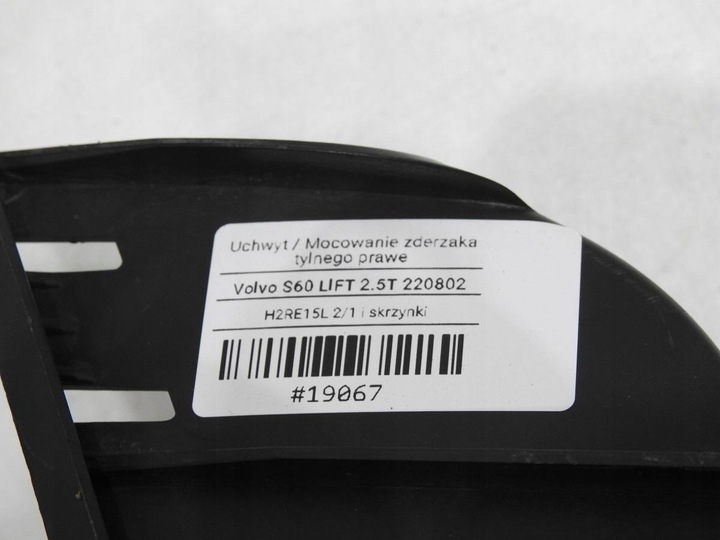 Uchwyt / Mocowanie zderzaka
tylnego prawe
Volvo S60 LIFT 2.5T 220802
H2RE15L 2/1 i skrzynki
#19067